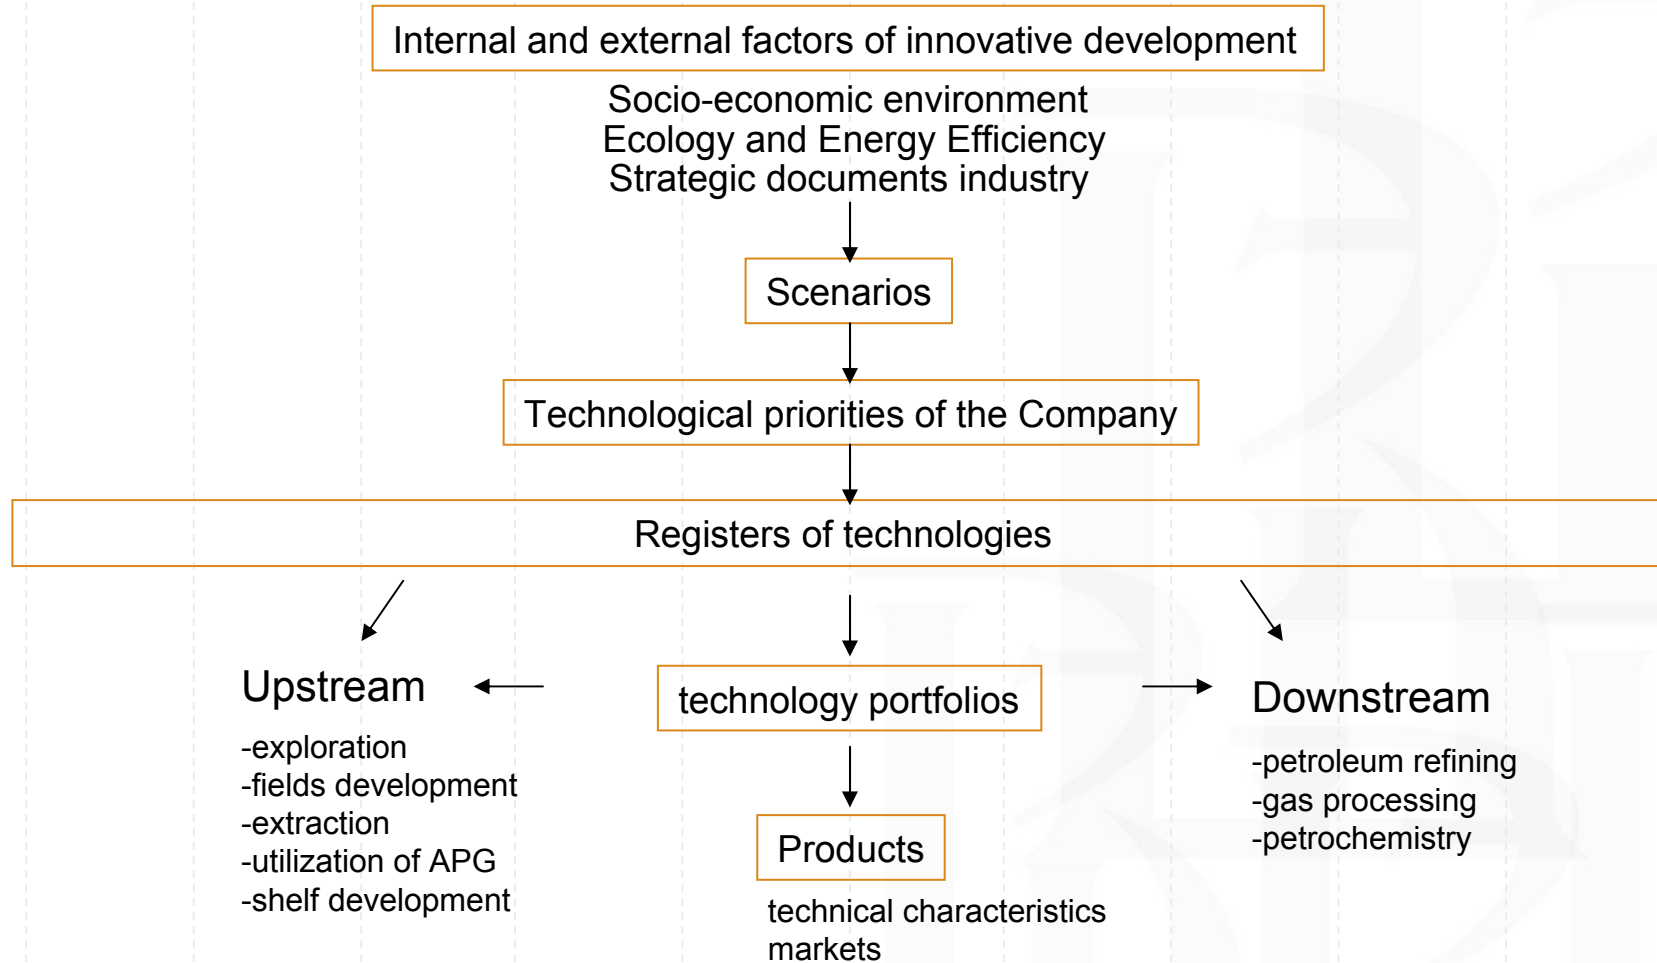 Internal and external factors of innovative development
Socio-economic environment
Ecology and Energy Efficiency
Strategic documents industry
Scenarios
Technological priorities of the Company
Registers of technologies
Upstream
-exploration
-fields development
-extraction
-utilization of APG
-shelf development
technology portfolios
Products
technical characteristics
markets
Downstream
-petroleum refining
-gas processing
-petrochemistry